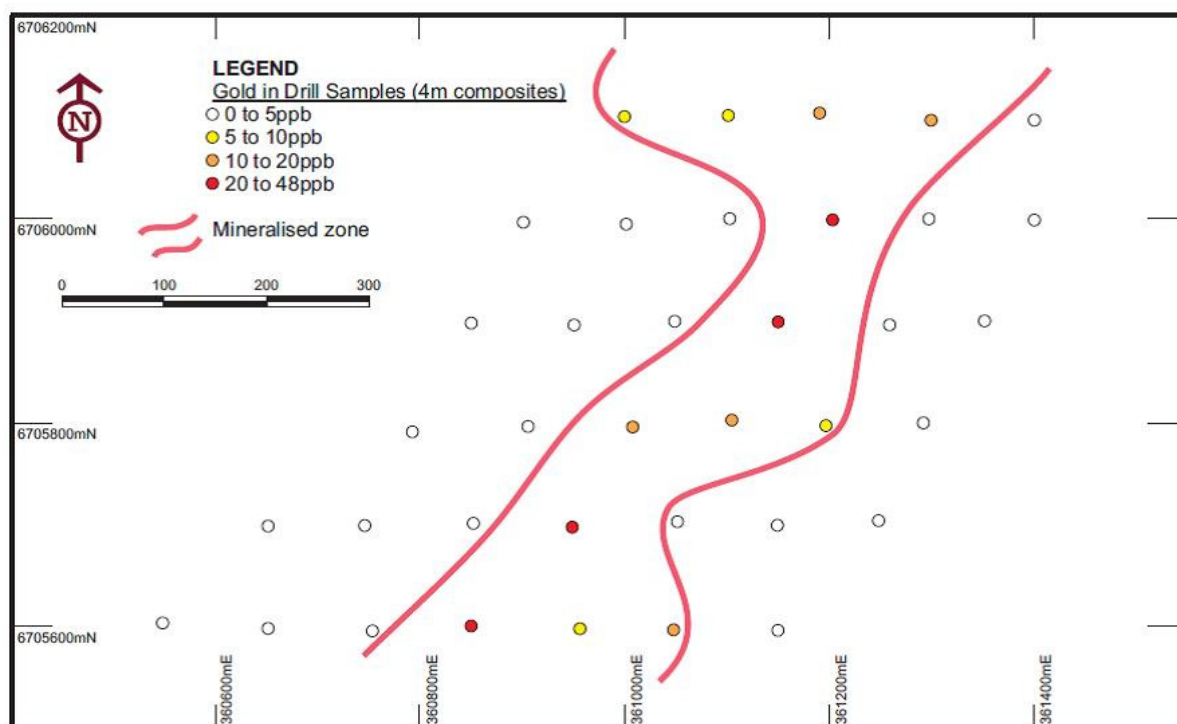 6706200mN
LEGEND
Gold in Drill Samples (4m composites)
0 to 5ppb
5 to 10ppb
10 to 20ppb
20 to 48ppb
N
Mineralised zone
6706000mN
0 100 200 300
6705800mN
6705600mN
360600mE
360800mE
361000mE
361200mE
361400mE